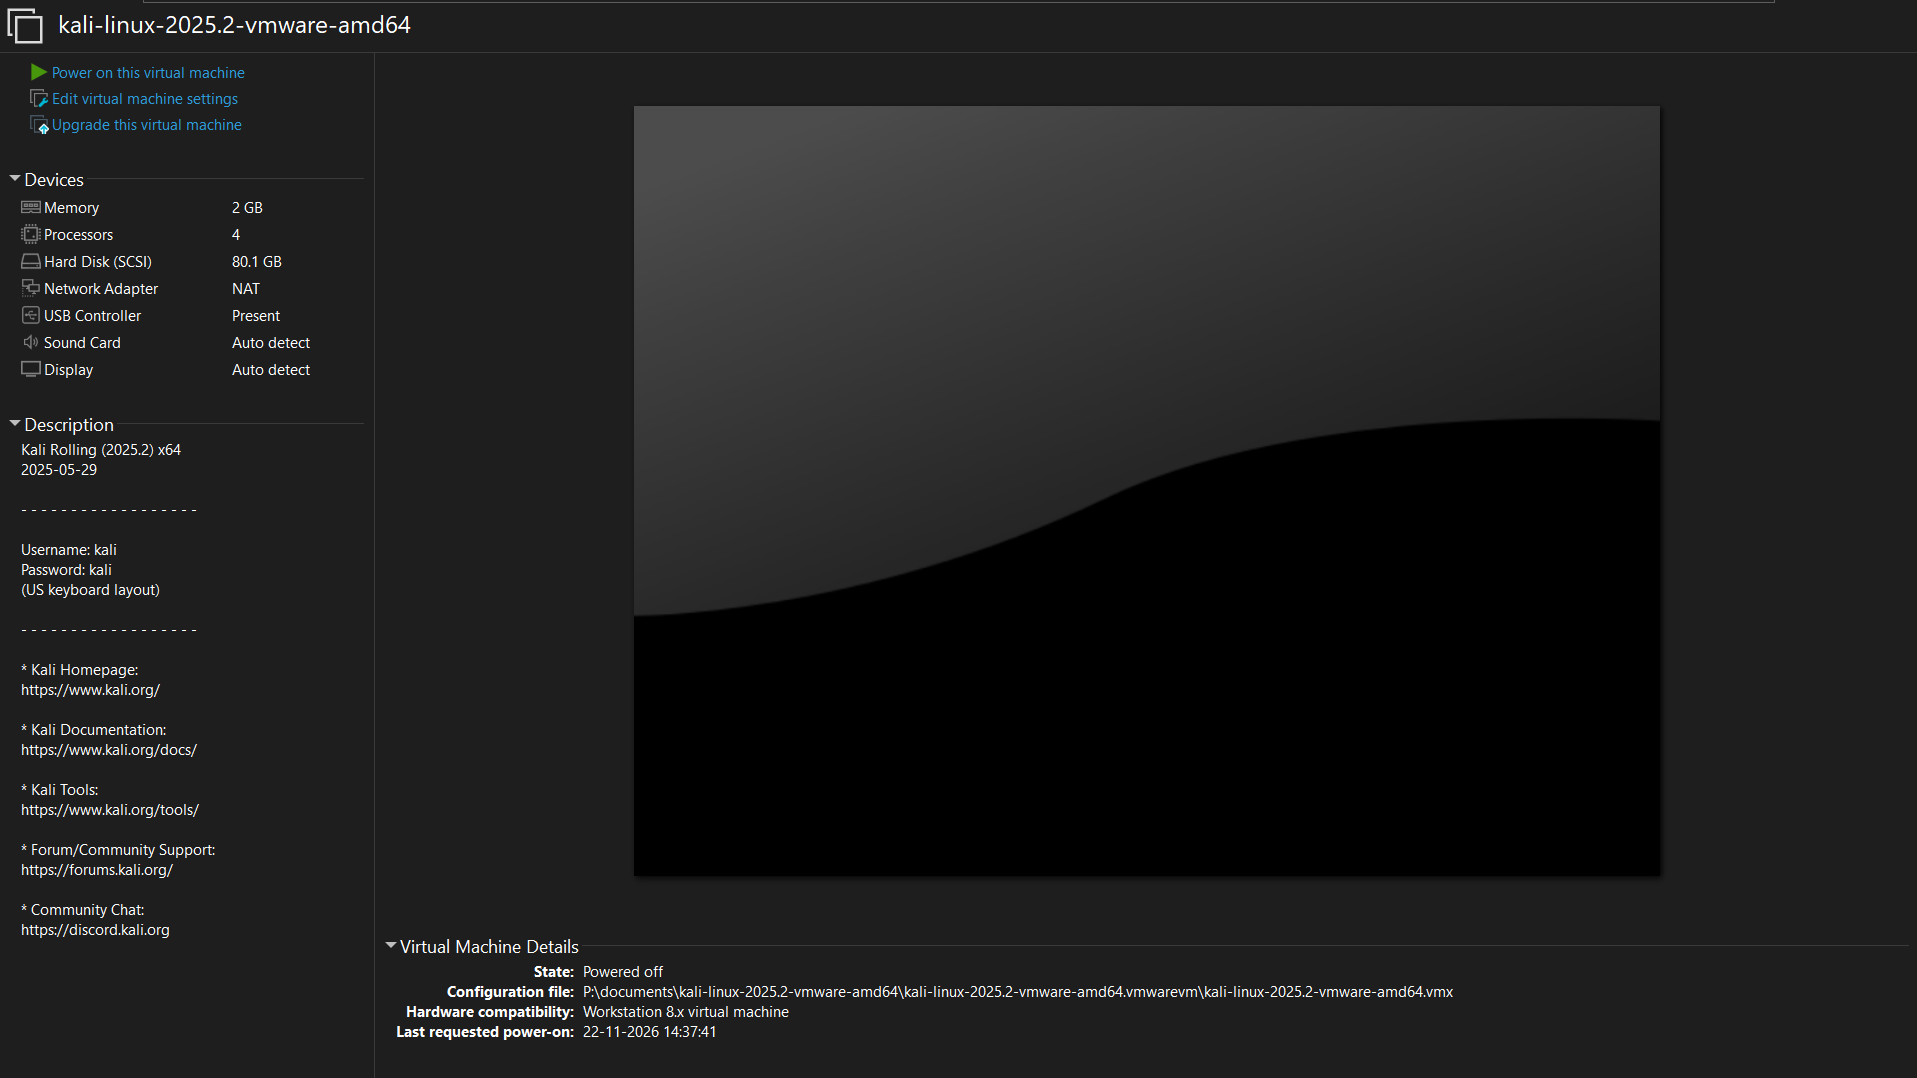 kali-linux-2025.2-vmware-amd64
Power on this virtual machine
Edit virtual machine settings
Upgrade this virtual machine
Devices
Memory 2 GB
Processors 4
Hard Disk (SCSI) 80.1 GB
Network Adapter NAT
USB Controller Present
Sound Card Auto detect
Display Auto detect
Description
Kali Rolling (2025.2) x64
2025-05-29
- - - - - - - - - - - - - - - - - -
Username: kali
Password: kali
(US keyboard layout)
- - - - - - - - - - - - - - - - - -
* Kali Homepage:
https://www.kali.org/
* Kali Documentation:
https://www.kali.org/docs/
* Kali Tools:
https://www.kali.org/tools/
* Forum/Community Support:
https://forums.kali.org/
* Community Chat:
https://discord.kali.org
Virtual Machine Details
State: Powered off
Configuration file: P:\documents\kali-linux-2025.2-vmware-amd64\kali-linux-2025.2-vmware-amd64.vmwarevm\kali-linux-2025.2-vmware-amd64.vmx
Hardware compatibility: Workstation 8.x virtual machine
Last requested power-on: 22-11-2026 14:37:41